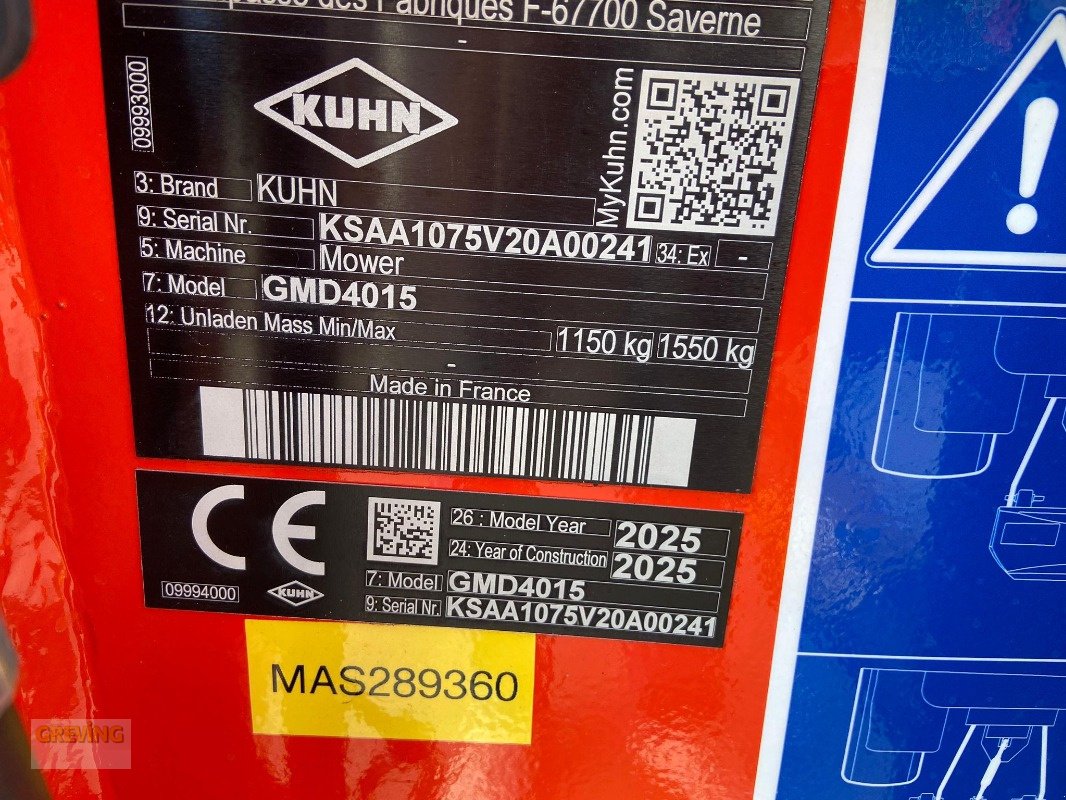 des Fabriques F-67700 Saverne
-
09993000
KUHN
MyKuhn.com
3: Brand KUHN
9: Serial Nr. KSAA1075V20A00241 34: Ex -
5: Machine Mower
7: Model GMD4015
12: Unladen Mass Min/Max 1150 kg 1550 kg
-
Made in France
CE
26 : Model Year 2025
24: Year of Construction 2025
7: Model GMD4015
9: Serial Nr. KSAA1075V20A00241
09994000 KUHN
MAS289360
GREVING